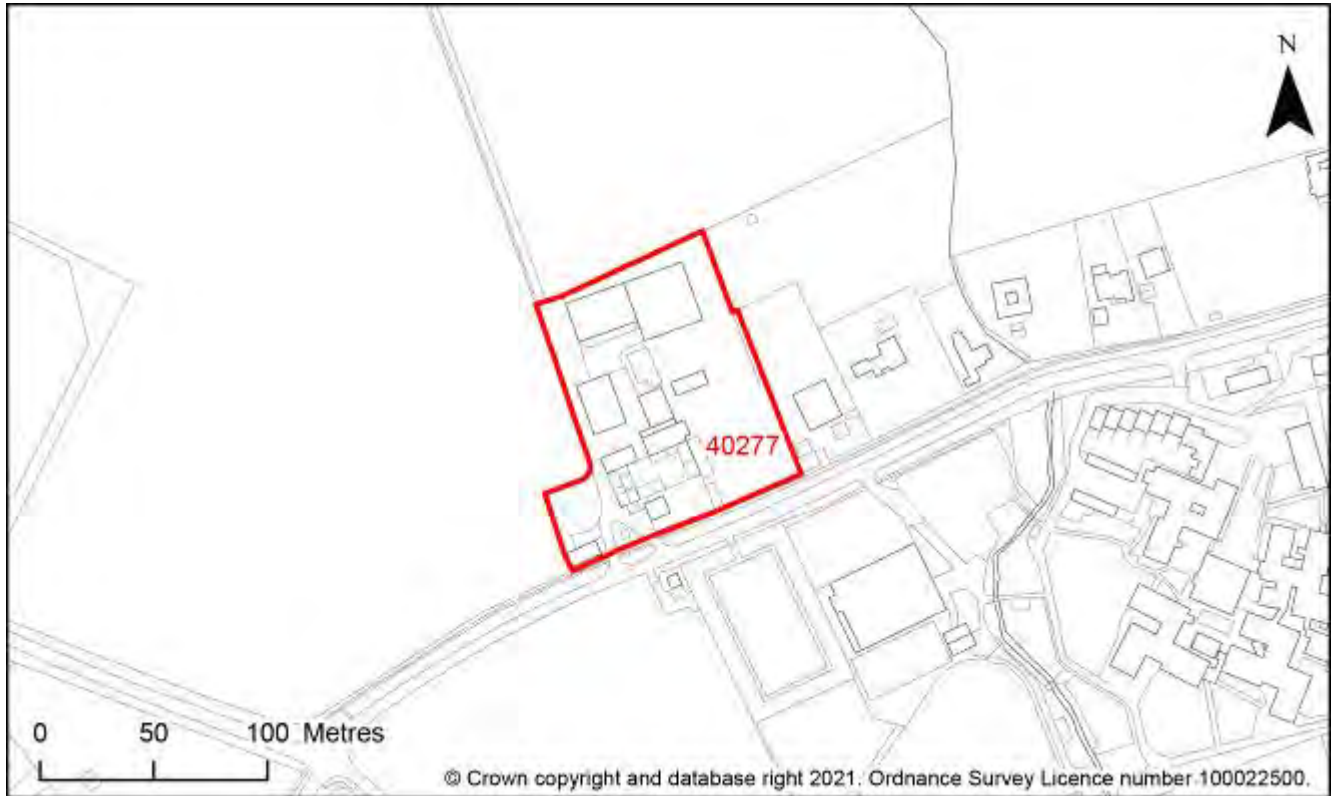 N
40277
0 50 100 Metres
© Crown copyright and database right 2021. Ordnance Survey Licence number 100022500.